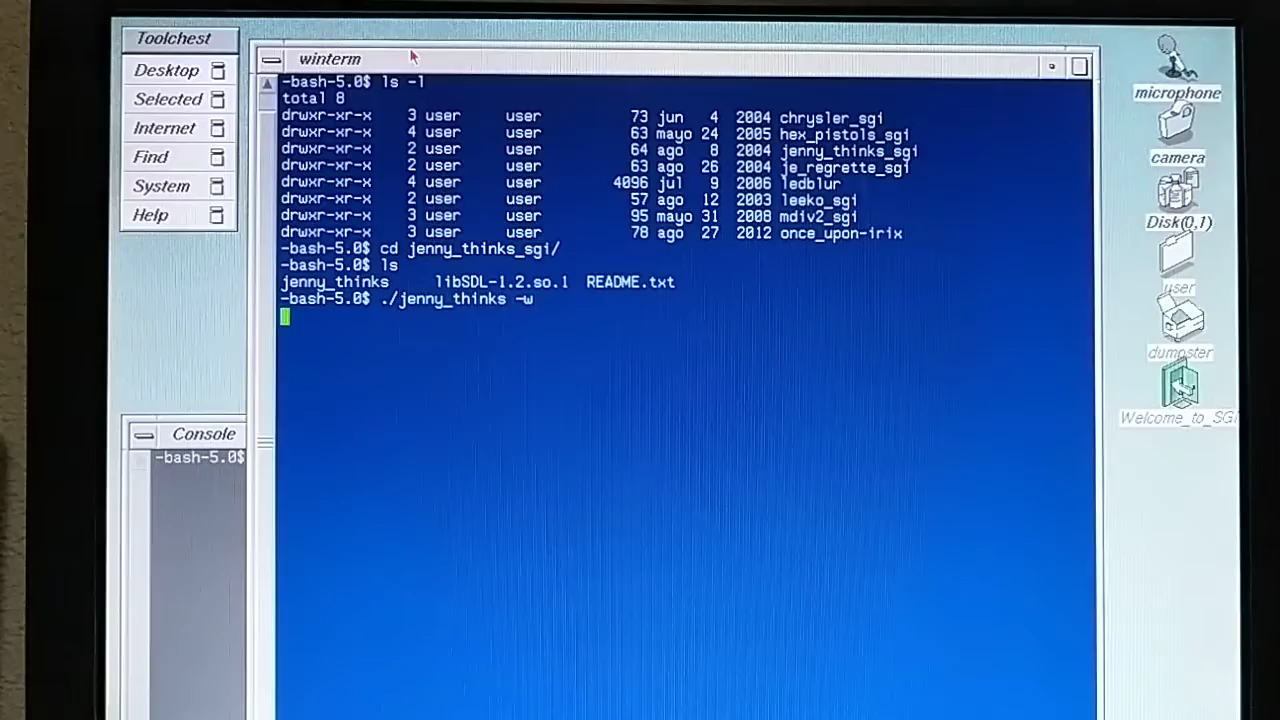 Toolchest
Desktop
Selected
Internet
Find
System
Help
winterm
-bash-5.0$ ls -l
total 8
drwxr-xr-x 3 user user 73 jun 4 2004 chrysler_sgi
drwxr-xr-x 4 user user 63 mayo 24 2005 hex_pistols_sgi
drwxr-xr-x 2 user user 64 ago 8 2004 jenny_thinks_sgi
drwxr-xr-x 2 user user 63 ago 26 2004 je_regrette_sgi
drwxr-xr-x 4 user user 4096 jul 9 2006 ledblur
drwxr-xr-x 2 user user 57 ago 12 2003 leeko_sgi
drwxr-xr-x 3 user user 95 mayo 31 2008 mdiv2_sgi
drwxr-xr-x 3 user user 78 ago 27 2012 once_upon-irix
-bash-5.0$ cd jenny_thinks_sgi/
-bash-5.0$ ls
jenny_thinks libSDL-1.2.so.1 README.txt
-bash-5.0$ ./jenny_thinks -w
Console
-bash-5.0$
microphone
camera
Disk(0,1)
user
dumpster
Welcome_to_SGI